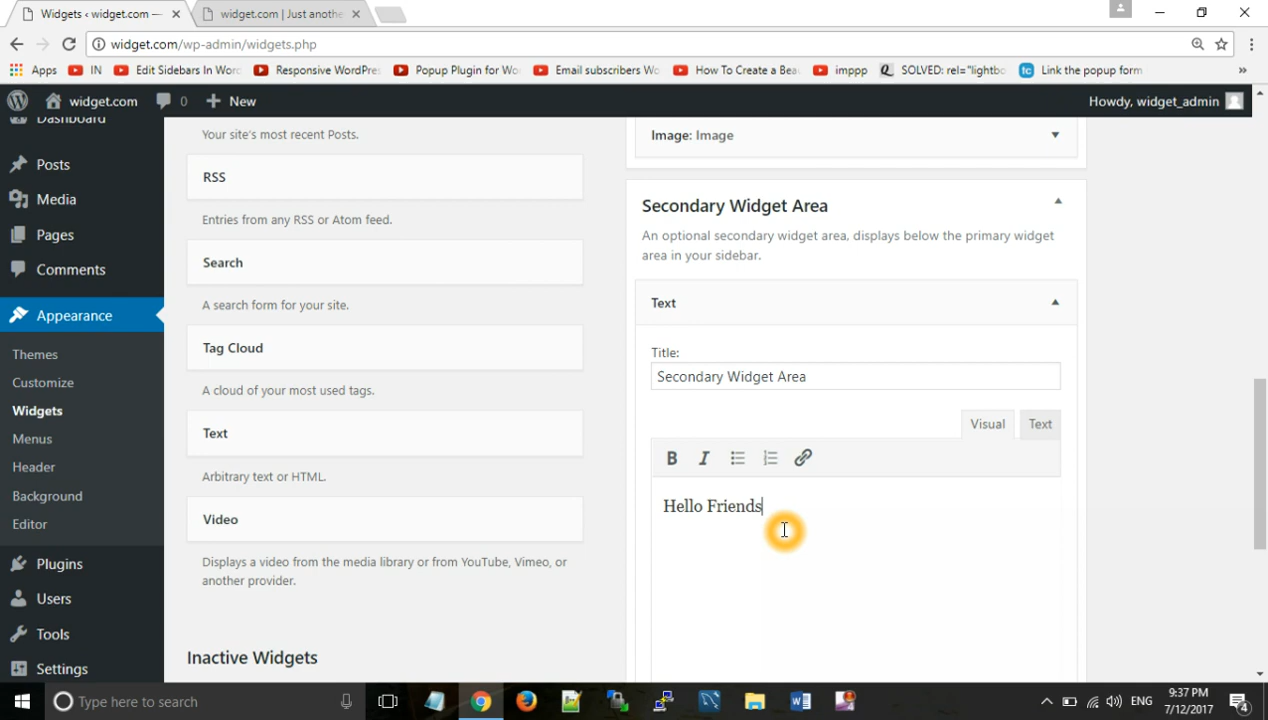 Widgets ‹ widget.com —
widget.com | Just anothe
widget.com/wp-admin/widgets.php
Apps
IN
Edit Sidebars In Wor
Responsive WordPre
Popup Plugin for Wo
Email subscribers Wo
How To Create a Bea
imppp
SOLVED: rel="lightbo
Link the popup form
»
widget.com
0
New
Howdy, widget_admin
Dashboard
Posts
Media
Pages
Comments
Appearance
Themes
Customize
Widgets
Menus
Header
Background
Editor
Plugins
Users
Tools
Settings
Your site's most recent Posts.
RSS
Entries from any RSS or Atom feed.
Search
A search form for your site.
Tag Cloud
A cloud of your most used tags.
Text
Arbitrary text or HTML.
Video
Displays a video from the media library or from YouTube, Vimeo, or
another provider.
Inactive Widgets
Image: Image
Secondary Widget Area
An optional secondary widget area, displays below the primary widget
area in your sidebar.
Text
Title:
Secondary Widget Area
Visual
Text
B I
Hello Friends
Type here to search
ENG
9:37 PM
7/12/2017
4